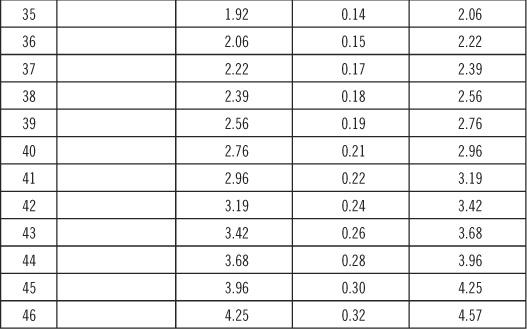 35 1.92 0.14 2.06
36 2.06 0.15 2.22
37 2.22 0.17 2.39
38 2.39 0.18 2.56
39 2.56 0.19 2.76
40 2.76 0.21 2.96
41 2.96 0.22 3.19
42 3.19 0.24 3.42
43 3.42 0.26 3.68
44 3.68 0.28 3.96
45 3.96 0.30 4.25
46 4.25 0.32 4.57